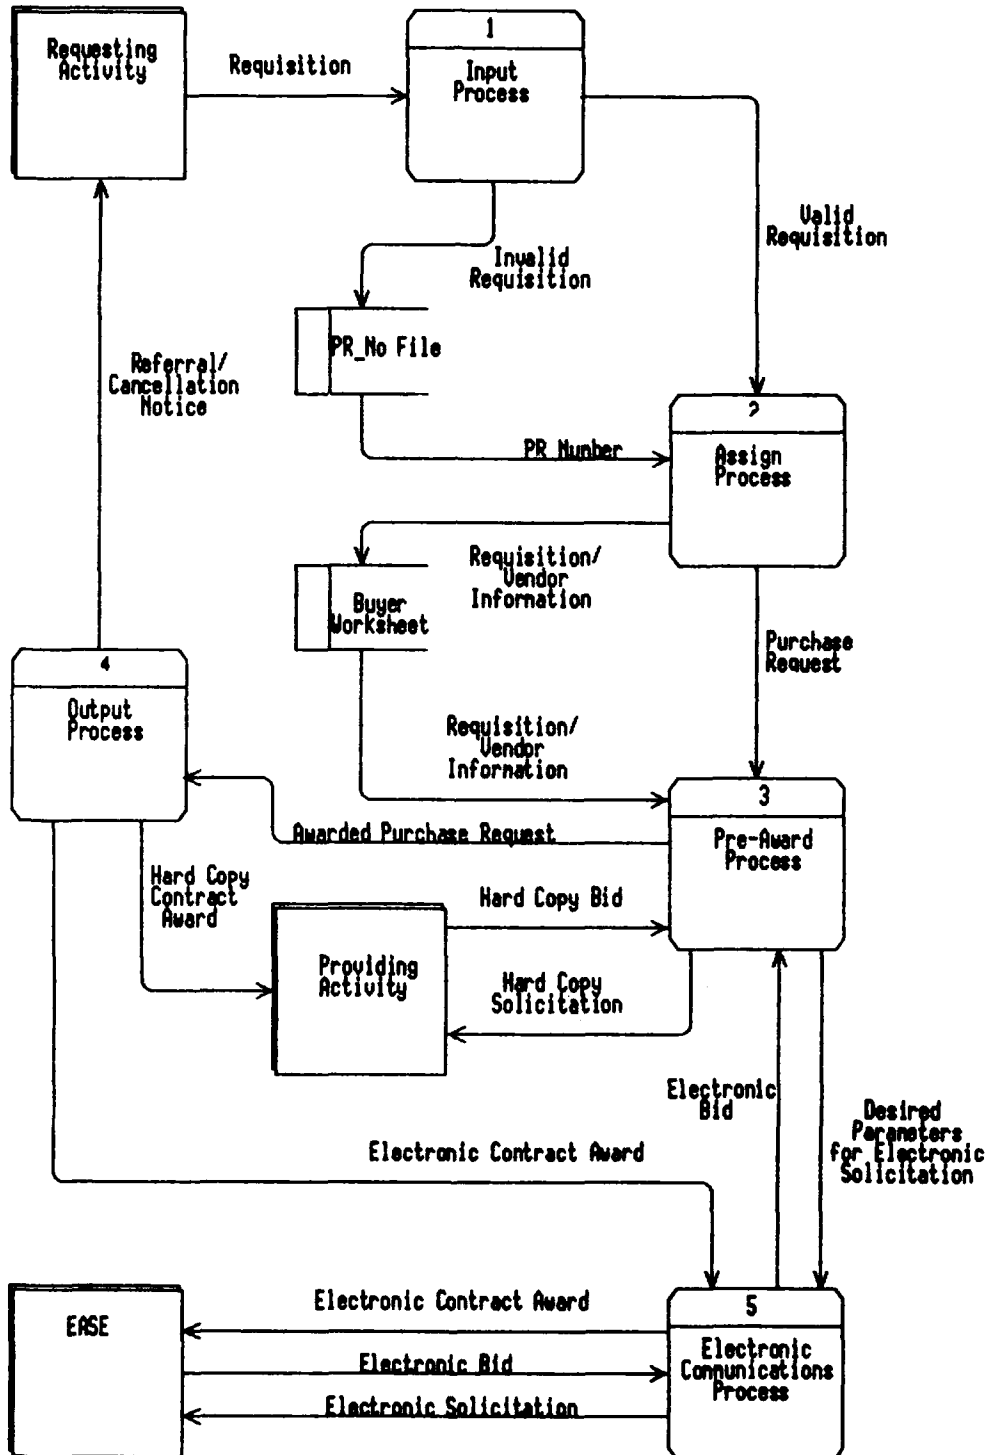 Requesting
Activity
Requisition
1
Input
Process
Valid
Requisition
Invalid
Requisition
PR_No File
Referral/
Cancellation
Notice
2
Assign
Process
PR Number
Requisition/
Vendor
Information
Buyer
Worksheet
Purchase
Request
4
Output
Process
Requisition/
Vendor
Information
3
Pre-Award
Process
Awarded Purchase Request
Hard Copy
Contract
Award
Hard Copy Bid
Providing
Activity
Hard Copy
Solicitation
Electronic
Bid
Desired
Parameters
for Electronic
Solicitation
Electronic Contract Award
EASE
Electronic Contract Award
5
Electronic
Communications
Process
Electronic Bid
Electronic Solicitation